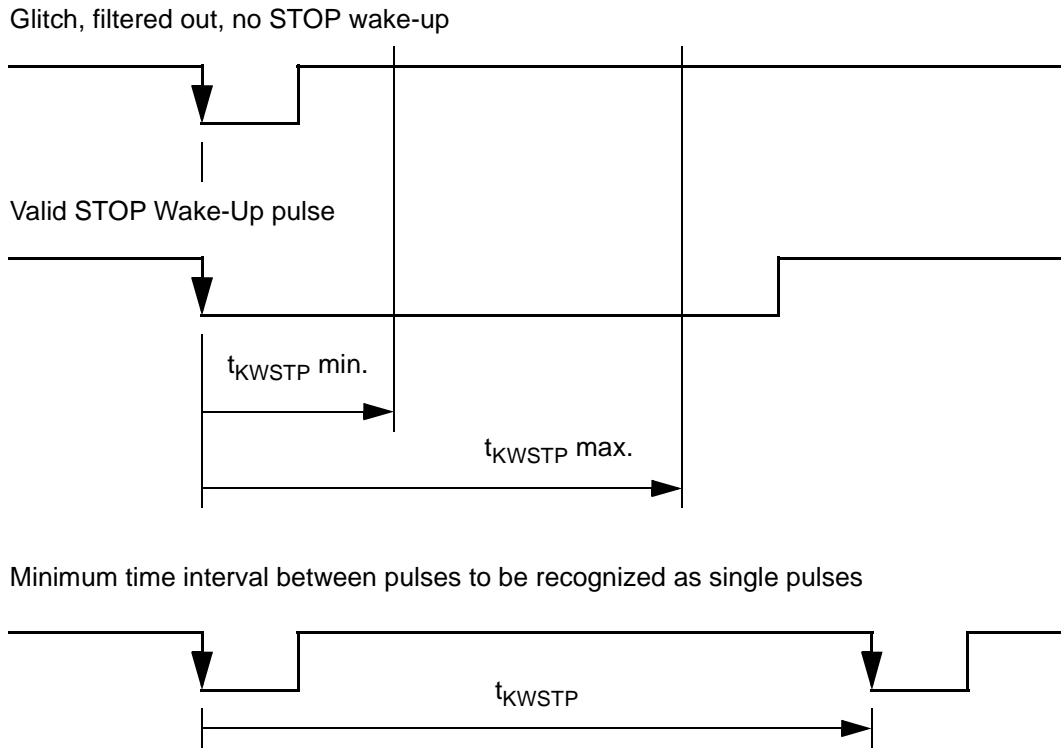 Glitch, filtered out, no STOP wake-up
Valid STOP Wake-Up pulse
tKWSTP min.
tKWSTP max.
Minimum time interval between pulses to be recognized as single pulses
tKWSTP